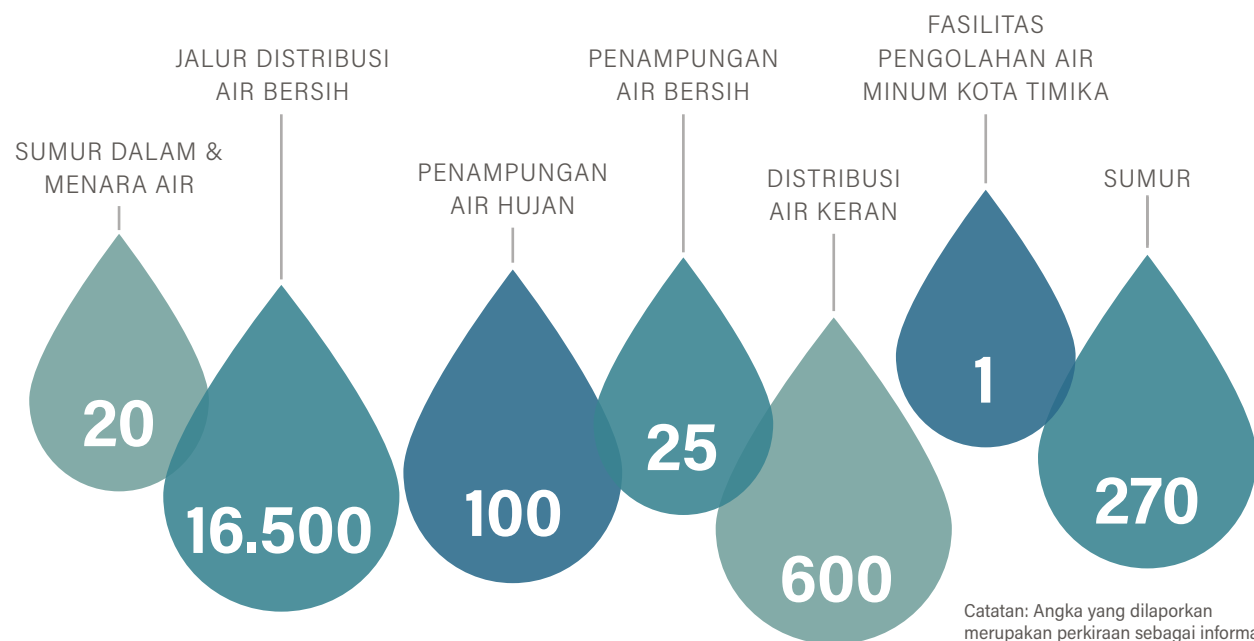 SUMUR DALAM &
MENARA AIR
20
JALUR DISTRIBUSI
AIR BERSIH
16.500
PENAMPUNGAN
AIR HUJAN
100
PENAMPUNGAN
AIR BERSIH
25
DISTRIBUSI
AIR KERAN
600
FASILITAS
PENGOLAHAN AIR
MINUM KOTA TIMIKA
1
SUMUR
270
Catatan: Angka yang dilaporkan
merupakan perkiraan sebagai